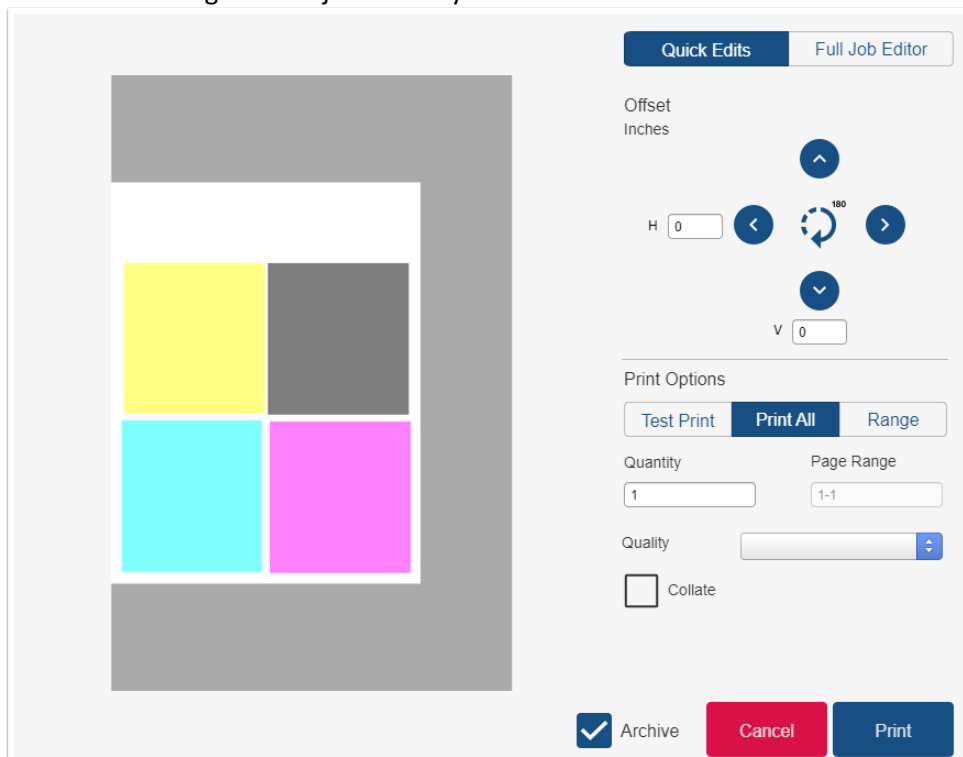 Quick Edits Full Job Editor
Offset
Inches
180
H 0
V 0
Print Options
Test Print Print All Range
Quantity Page Range
1 1-1
Quality
Collate
Archive Cancel Print